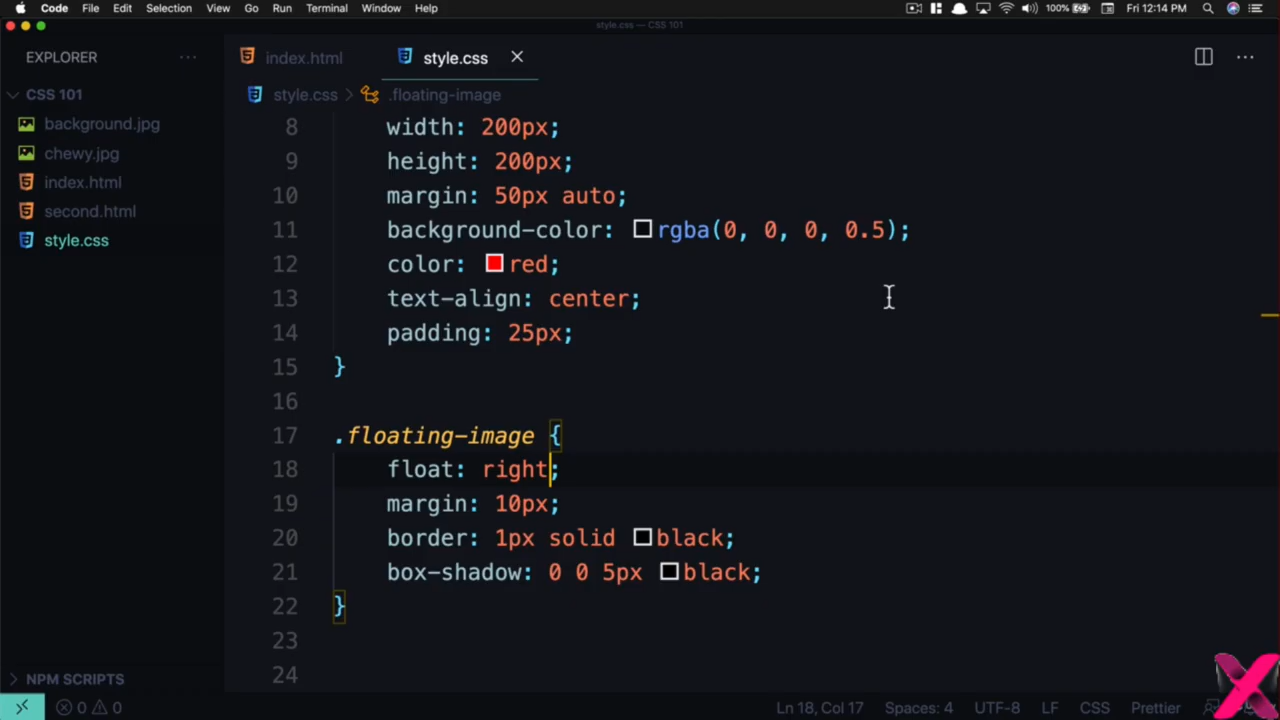 Code File Edit Selection View Go Run Terminal Window Help 100% Fri 12:14 PM
style.css — CSS 101
EXPLORER
index.html
style.css
CSS 101
style.css > .floating-image
background.jpg
chewy.jpg
index.html
second.html
style.css
8 width: 200px;
9 height: 200px;
10 margin: 50px auto;
11 background-color: rgba(0, 0, 0, 0.5);
12 color: red;
13 text-align: center;
14 padding: 25px;
15 }
16
17 .floating-image {
18 float: right;
19 margin: 10px;
20 border: 1px solid black;
21 box-shadow: 0 0 5px black;
22 }
23
24
NPM SCRIPTS
0 0 Ln 18, Col 17 Spaces: 4 UTF-8 LF CSS Prettier